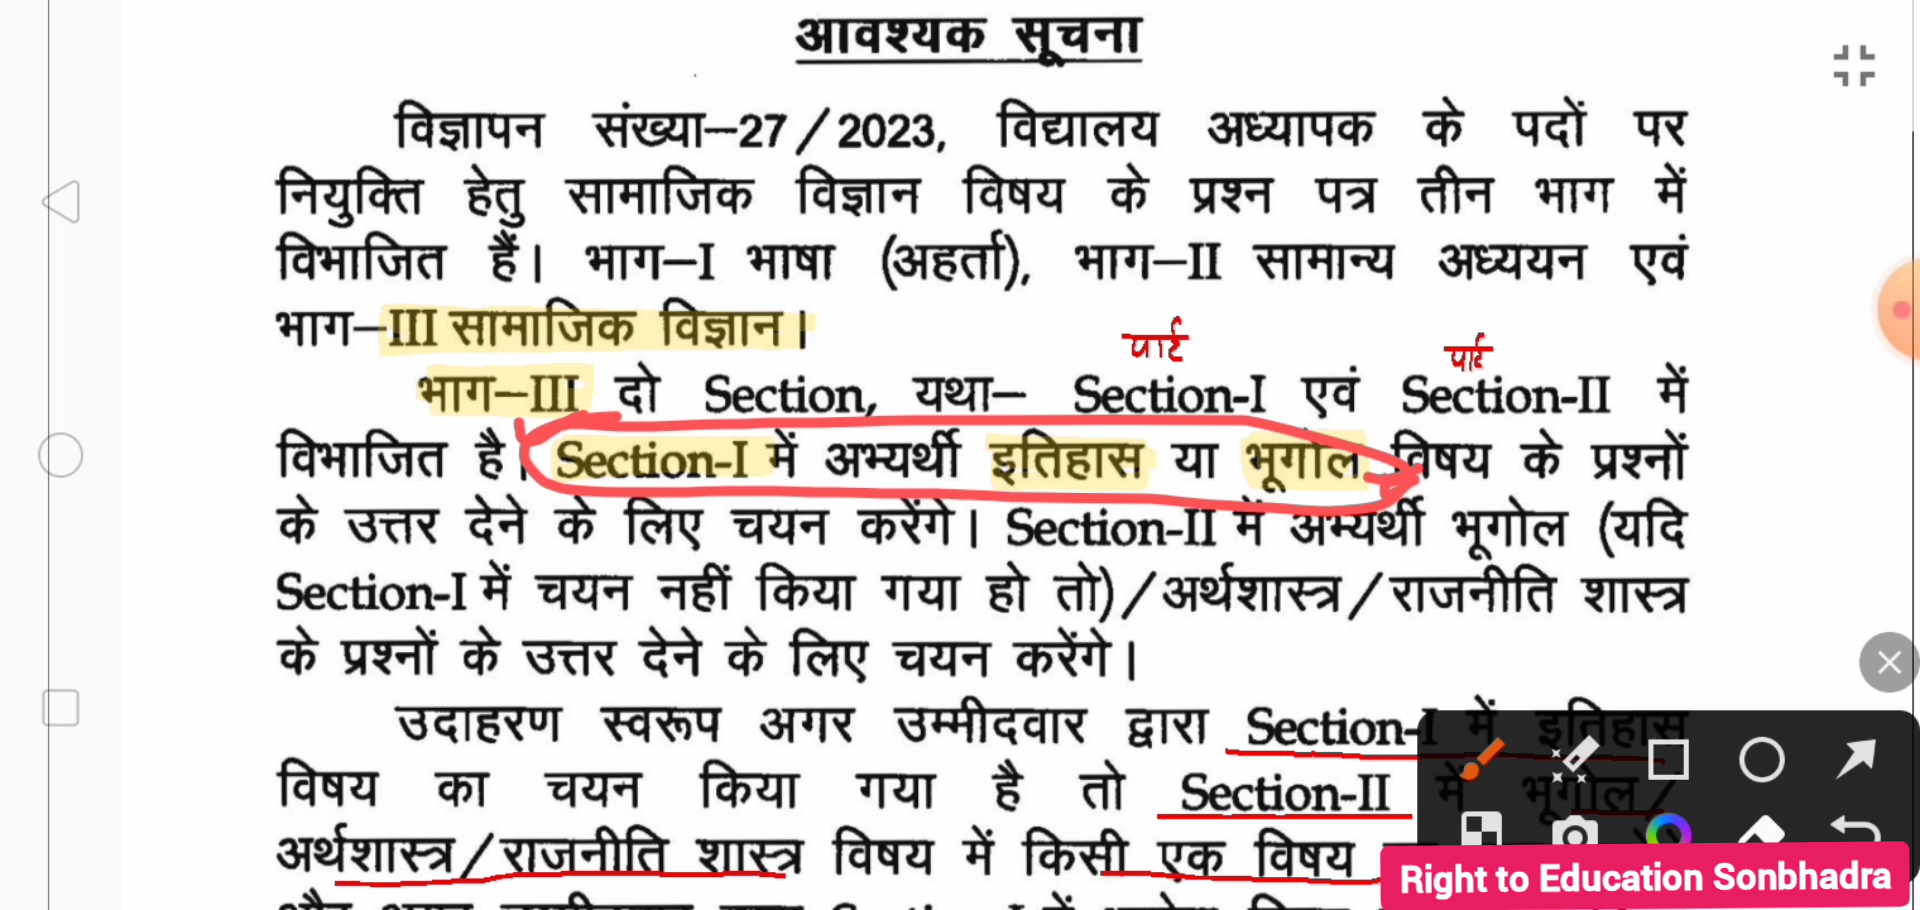 आवश्यक सूचना
विज्ञापन संख्या–27/2023, विद्यालय अध्यापक के पदों पर
नियुक्ति हेतु सामाजिक विज्ञान विषय के प्रश्न पत्र तीन भाग में
विभाजित हैं। भाग–I भाषा (अहर्ता), भाग–II सामान्य अध्ययन एवं
भाग–III सामाजिक विज्ञान।
पार्ट पार्ट
भाग–III दो Section, यथा– Section-I एवं Section-II में
विभाजित है। Section-I में अभ्यर्थी इतिहास या भूगोल विषय के प्रश्नों
के उत्तर देने के लिए चयन करेंगे। Section-II में अभ्यर्थी भूगोल (यदि
Section-I में चयन नहीं किया गया हो तो)/अर्थशास्त्र/राजनीति शास्त्र
के प्रश्नों के उत्तर देने के लिए चयन करेंगे।
उदाहरण स्वरूप अगर उम्मीदवार द्वारा Section-I में इतिहास
विषय का चयन किया गया है तो Section-II में भूगोल/
अर्थशास्त्र/राजनीति शास्त्र विषय में किसी एक विषय
Right to Education Sonbhadra